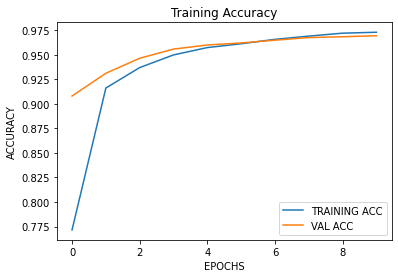 Training Accuracy
ACCURACY
0.975
0.950
0.925
0.900
0.875
0.850
0.825
0.800
0.775
TRAINING ACC
VAL ACC
0 2 4 6 8
EPOCHS